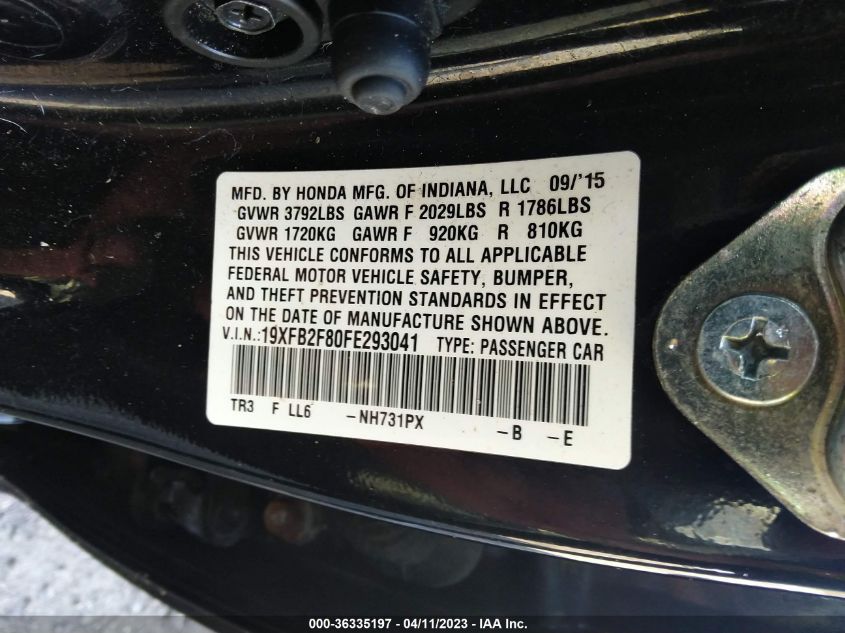 MFD. BY HONDA MFG. OF INDIANA, LLC 09/'15
GVWR 3792LBS GAWR F 2029LBS R 1786LBS
GVWR 1720KG GAWR F 920KG R 810KG
THIS VEHICLE CONFORMS TO ALL APPLICABLE
FEDERAL MOTOR VEHICLE SAFETY, BUMPER,
AND THEFT PREVENTION STANDARDS IN EFFECT
ON THE DATE OF MANUFACTURE SHOWN ABOVE.
V.I.N.:19XFB2F80FE293041 TYPE: PASSENGER CAR
TR3 F LL6 -NH731PX -B -E
000-36335197 - 04/11/2023 - IAA Inc.